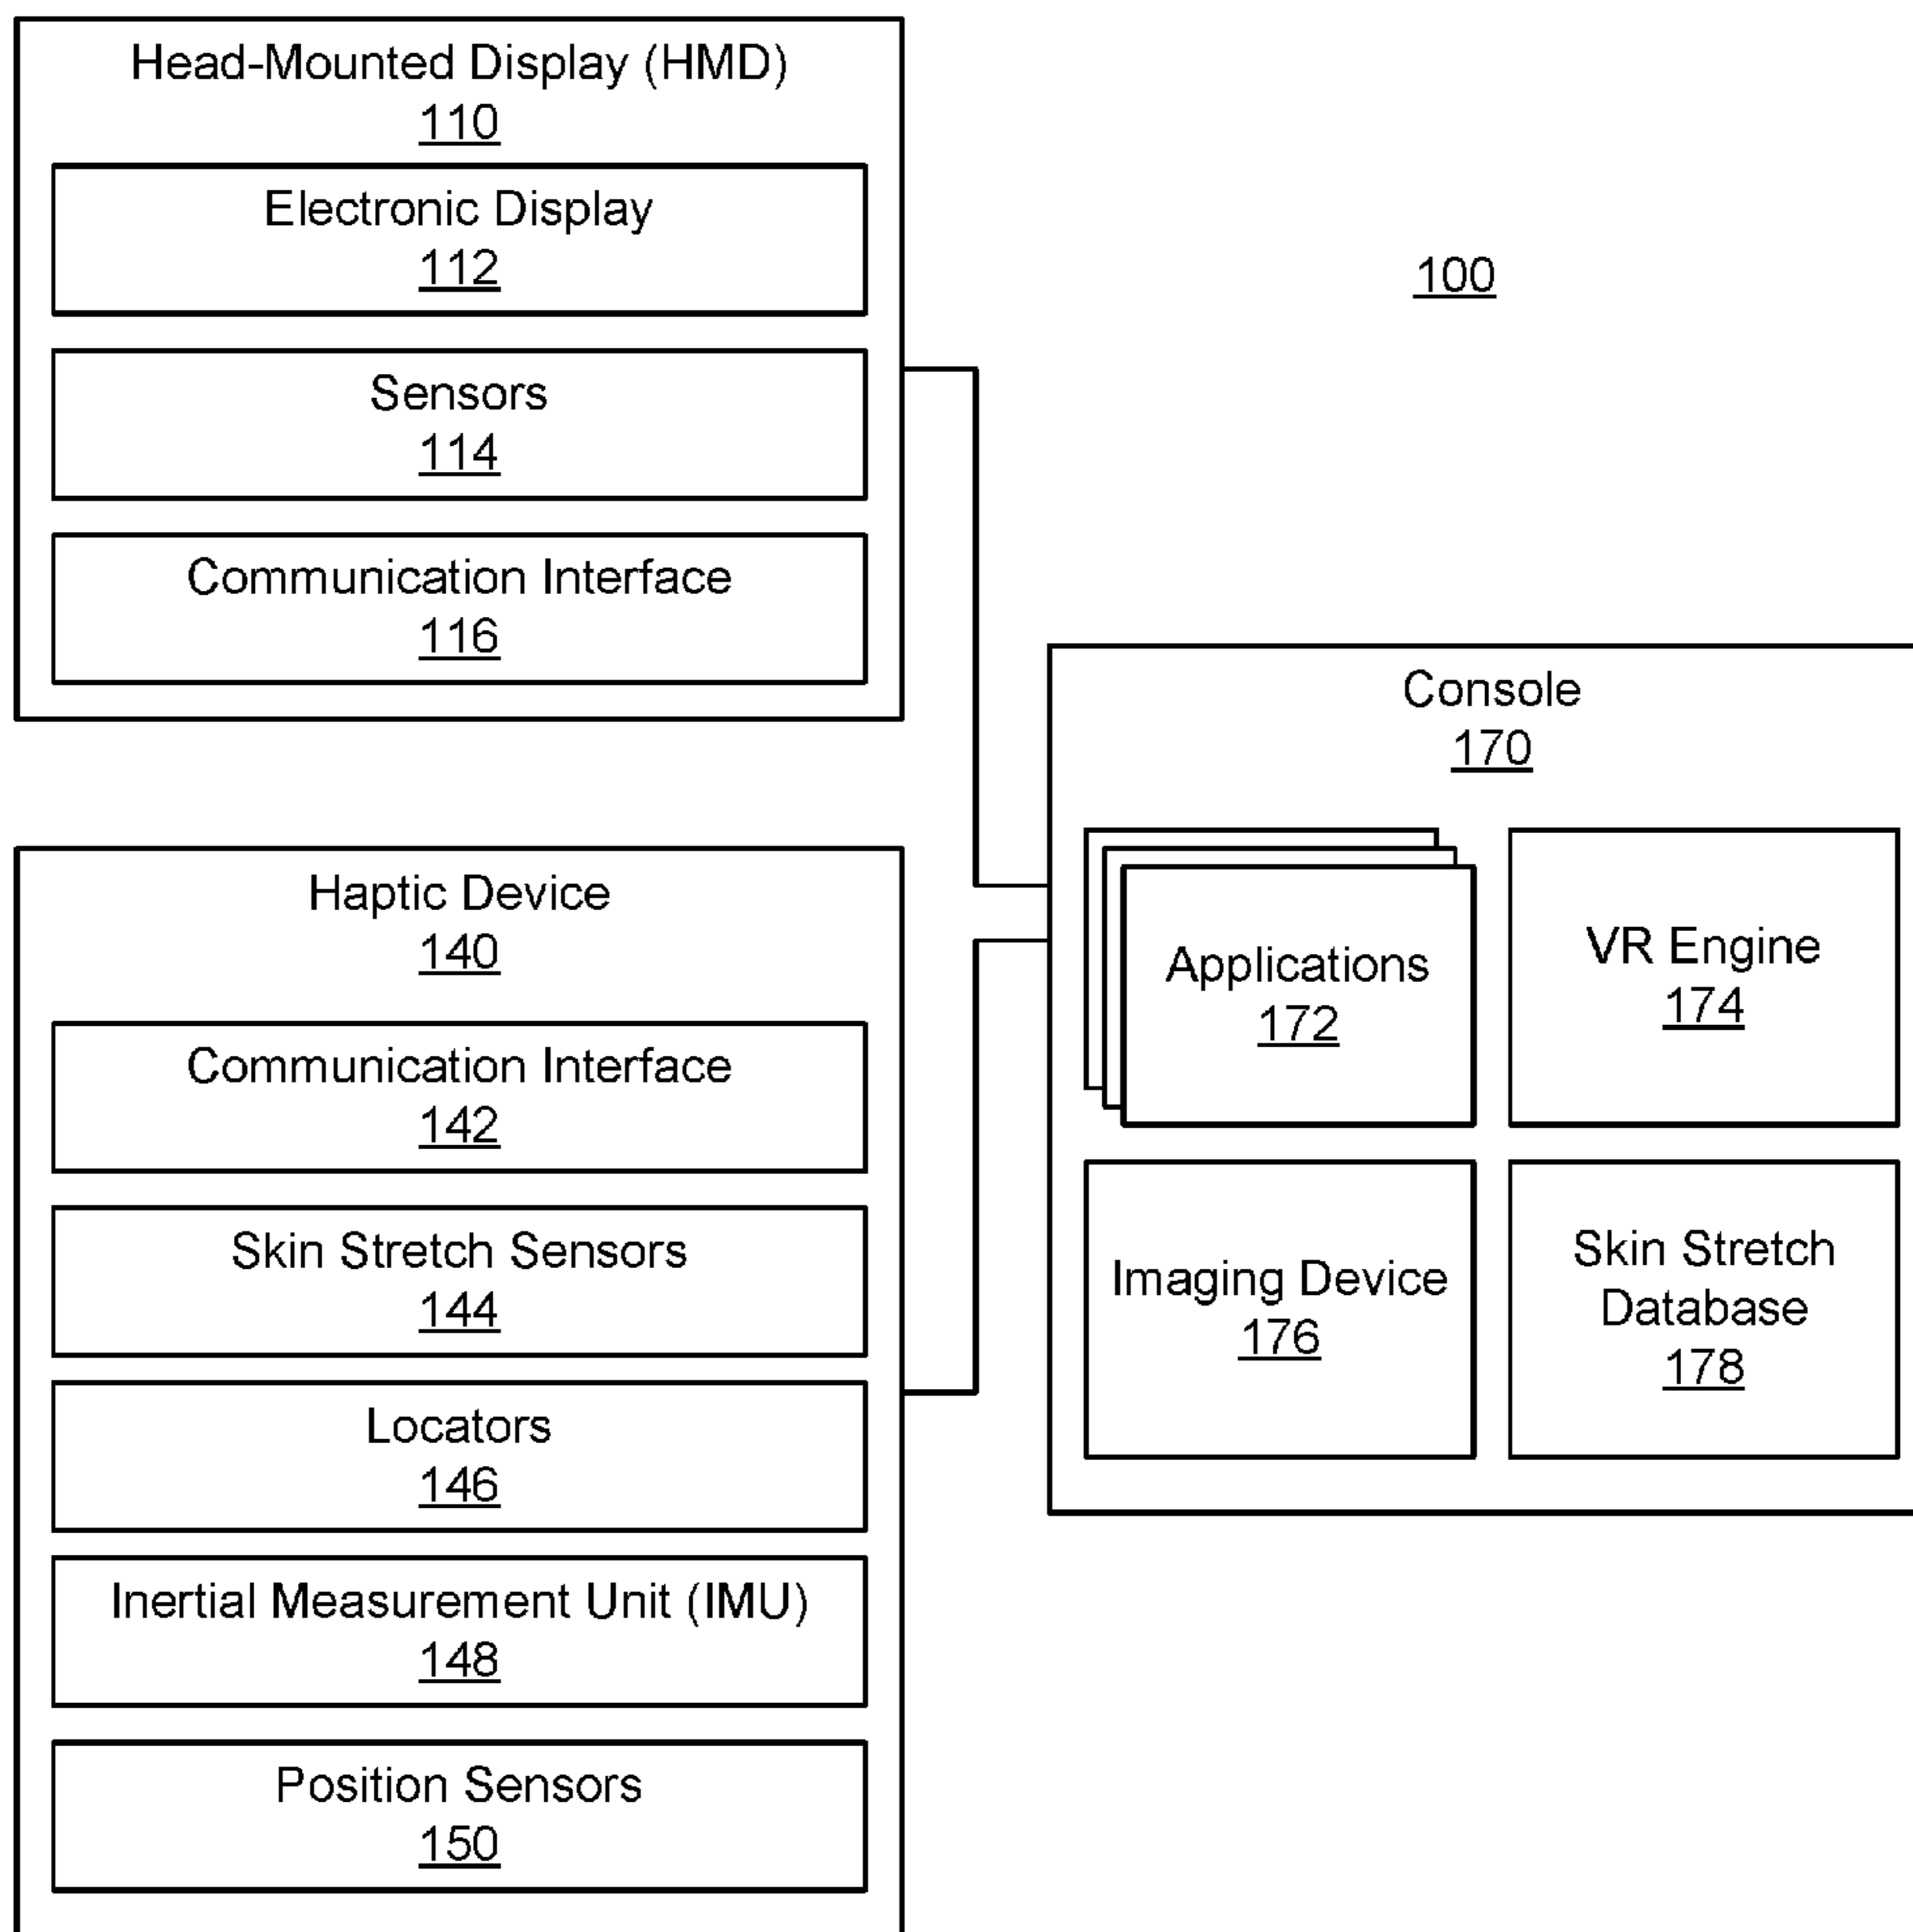 Head-Mounted Display (HMD)
110
Electronic Display
112
Sensors
114
Communication Interface
116
100
Haptic Device
140
Communication Interface
142
Skin Stretch Sensors
144
Locators
146
Inertial Measurement Unit (IMU)
148
Position Sensors
150
Console
170
Applications
172
VR Engine
174
Imaging Device
176
Skin Stretch
Database
178